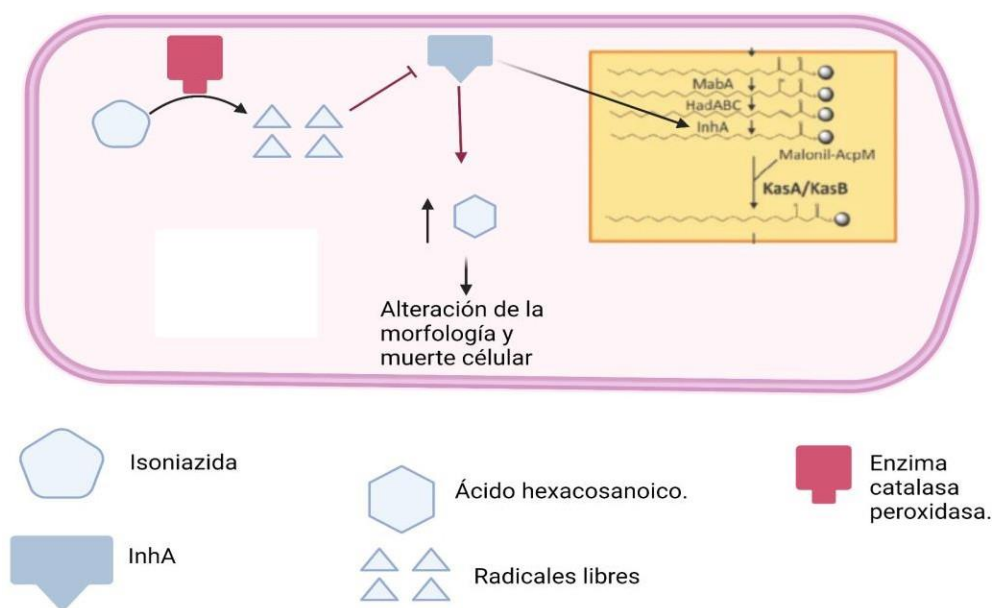 MabA
HadABC
InhA
Malonil-AcpM
KasA/KasB
Alteración de la
morfología y
muerte célular
Isoniazida
InhA
Ácido hexacosanoico.
Radicales libres
Enzima
catalasa
peroxidasa.